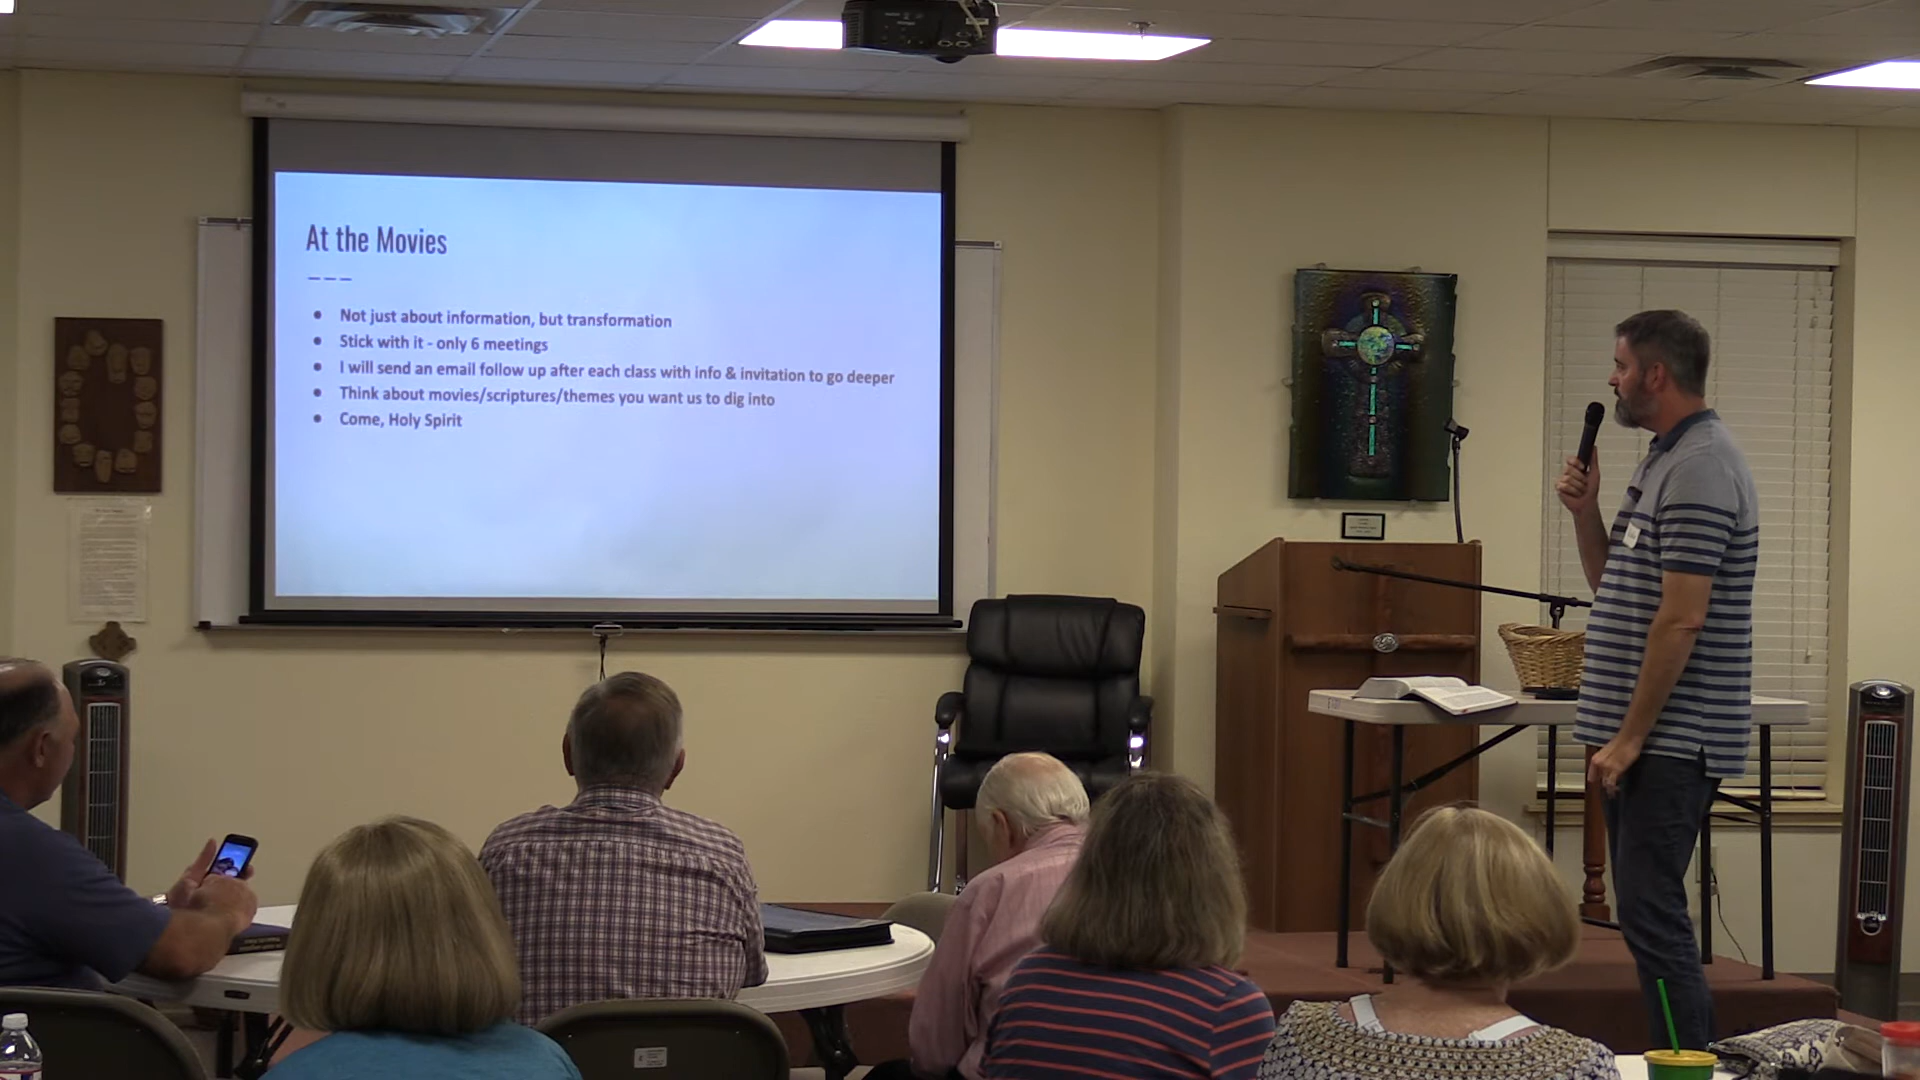 At the Movies
Not just about information, but transformation
Stick with it - only 6 meetings
I will send an email follow up after each class with info & invitation to go deeper
Think about movies/scriptures/themes you want us to dig into
Come, Holy Spirit